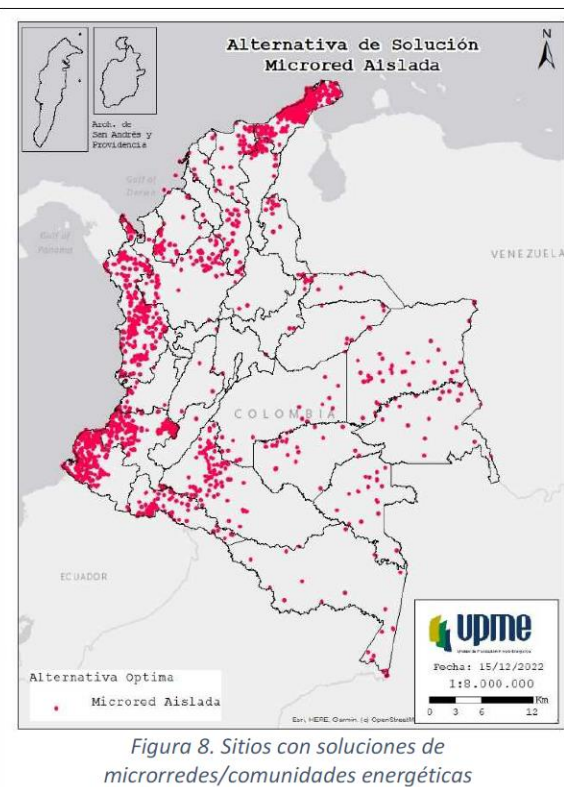 Alternativa de Solución
Microred Aislada
N
Arch. de
San Andrés y
Providencia
Gulf of
Gulf of
Panama
VENEZUELA
COLOMBIA
ECUADOR
Alternativa Optima
Microred Aislada
upme
Fecha: 15/12/2022
1:8.000.000
Km
0 3 6 12
Esri, HERE, Garmin, (c) OpenStreetM
Figura 8. Sitios con soluciones de
microrredes/comunidades energéticas